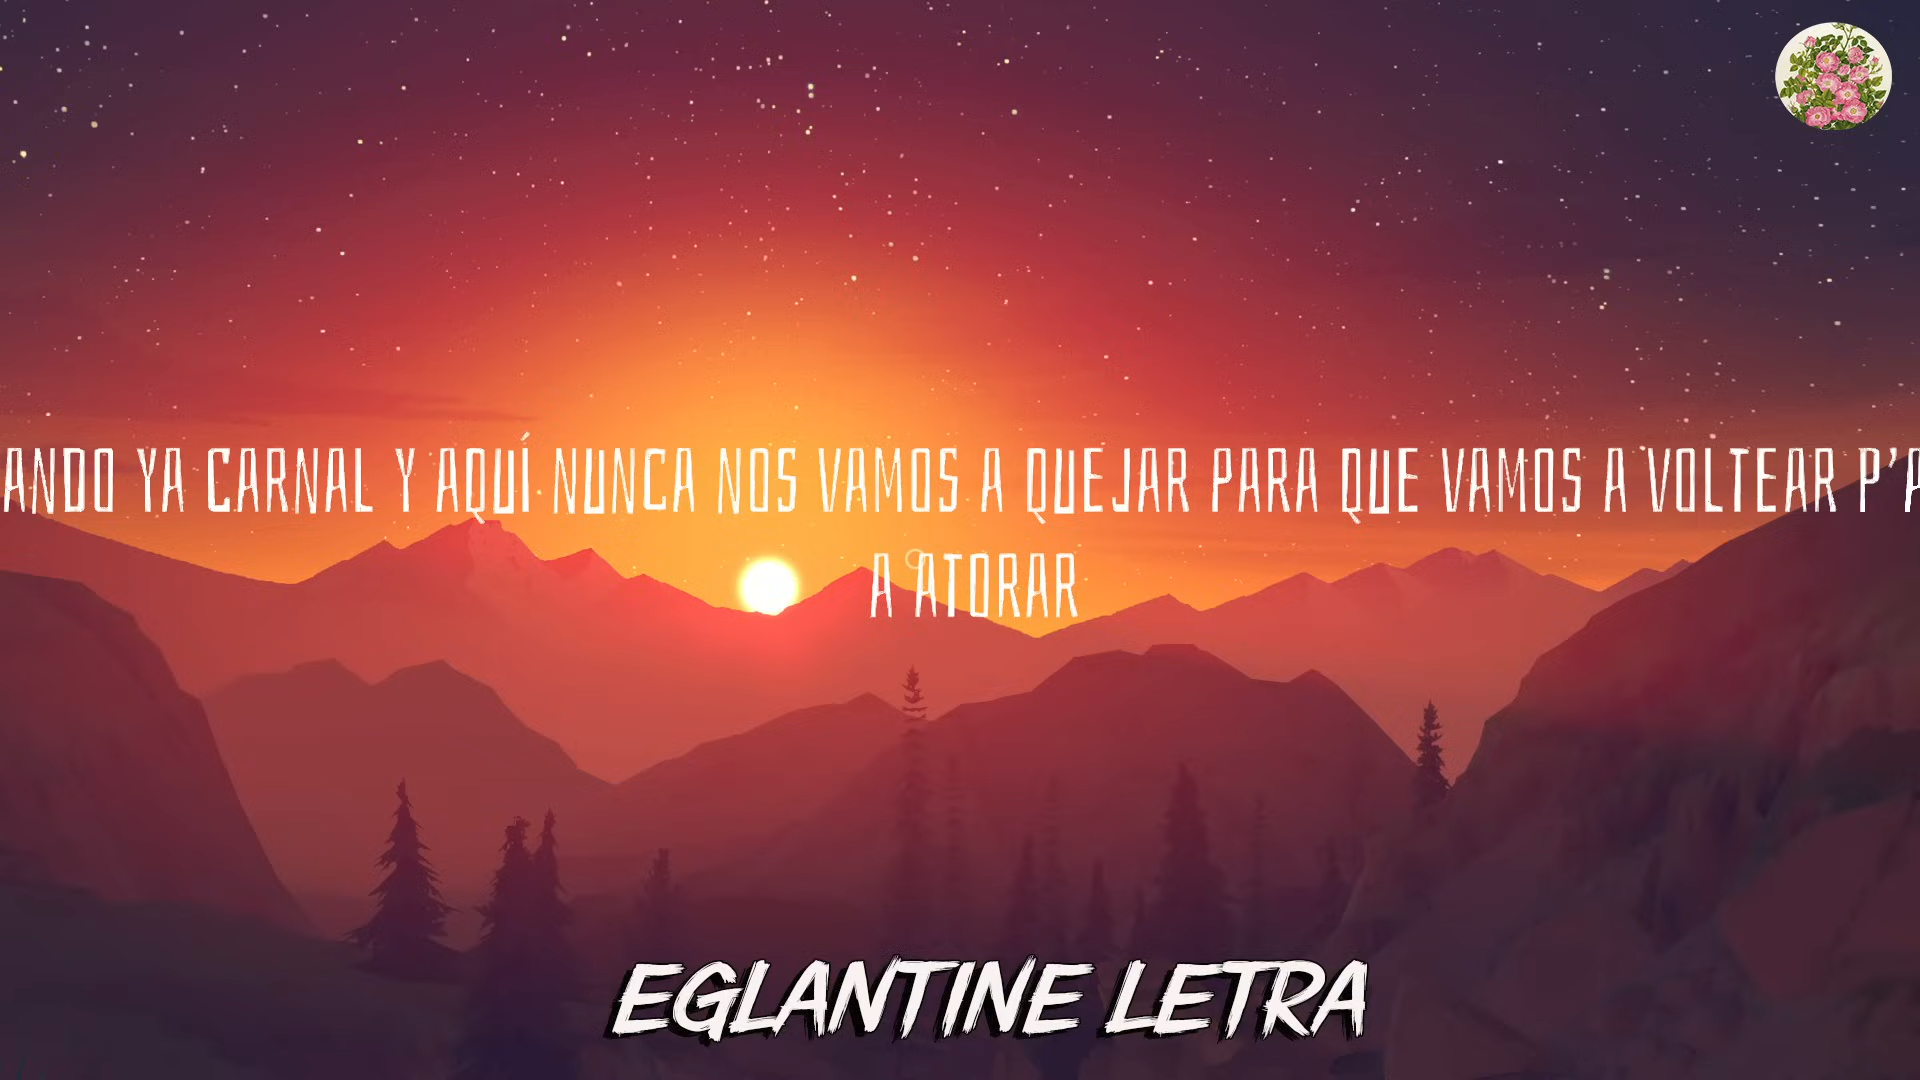 ANDO YA CARNAL Y AQUÍ NUNCA NOS VAMOS A QUEJAR PARA QUE VAMOS A VOLTEAR P'A
A ATORAR
EGLANTINE LETRA